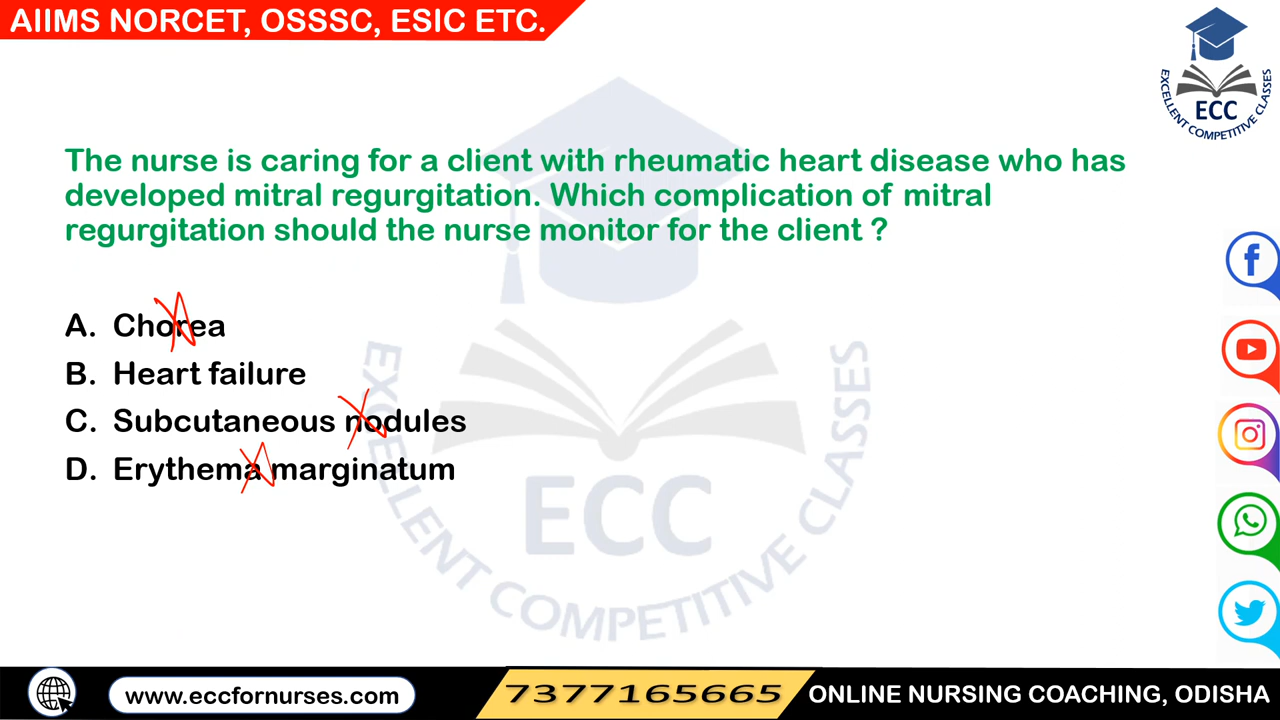 AIIMS NORCET, OSSSC, ESIC ETC.
EXCELLENT COMPETITIVE CLASSES
ECC
The nurse is caring for a client with rheumatic heart disease who has
developed mitral regurgitation. Which complication of mitral
regurgitation should the nurse monitor for the client ?
A. Chorea
B. Heart failure
C. Subcutaneous nodules
D. Erythema marginatum
ECC
EXCELLENT COMPETITIVE CLASSES
www.eccfornurses.com
7377165665
ONLINE NURSING COACHING, ODISHA